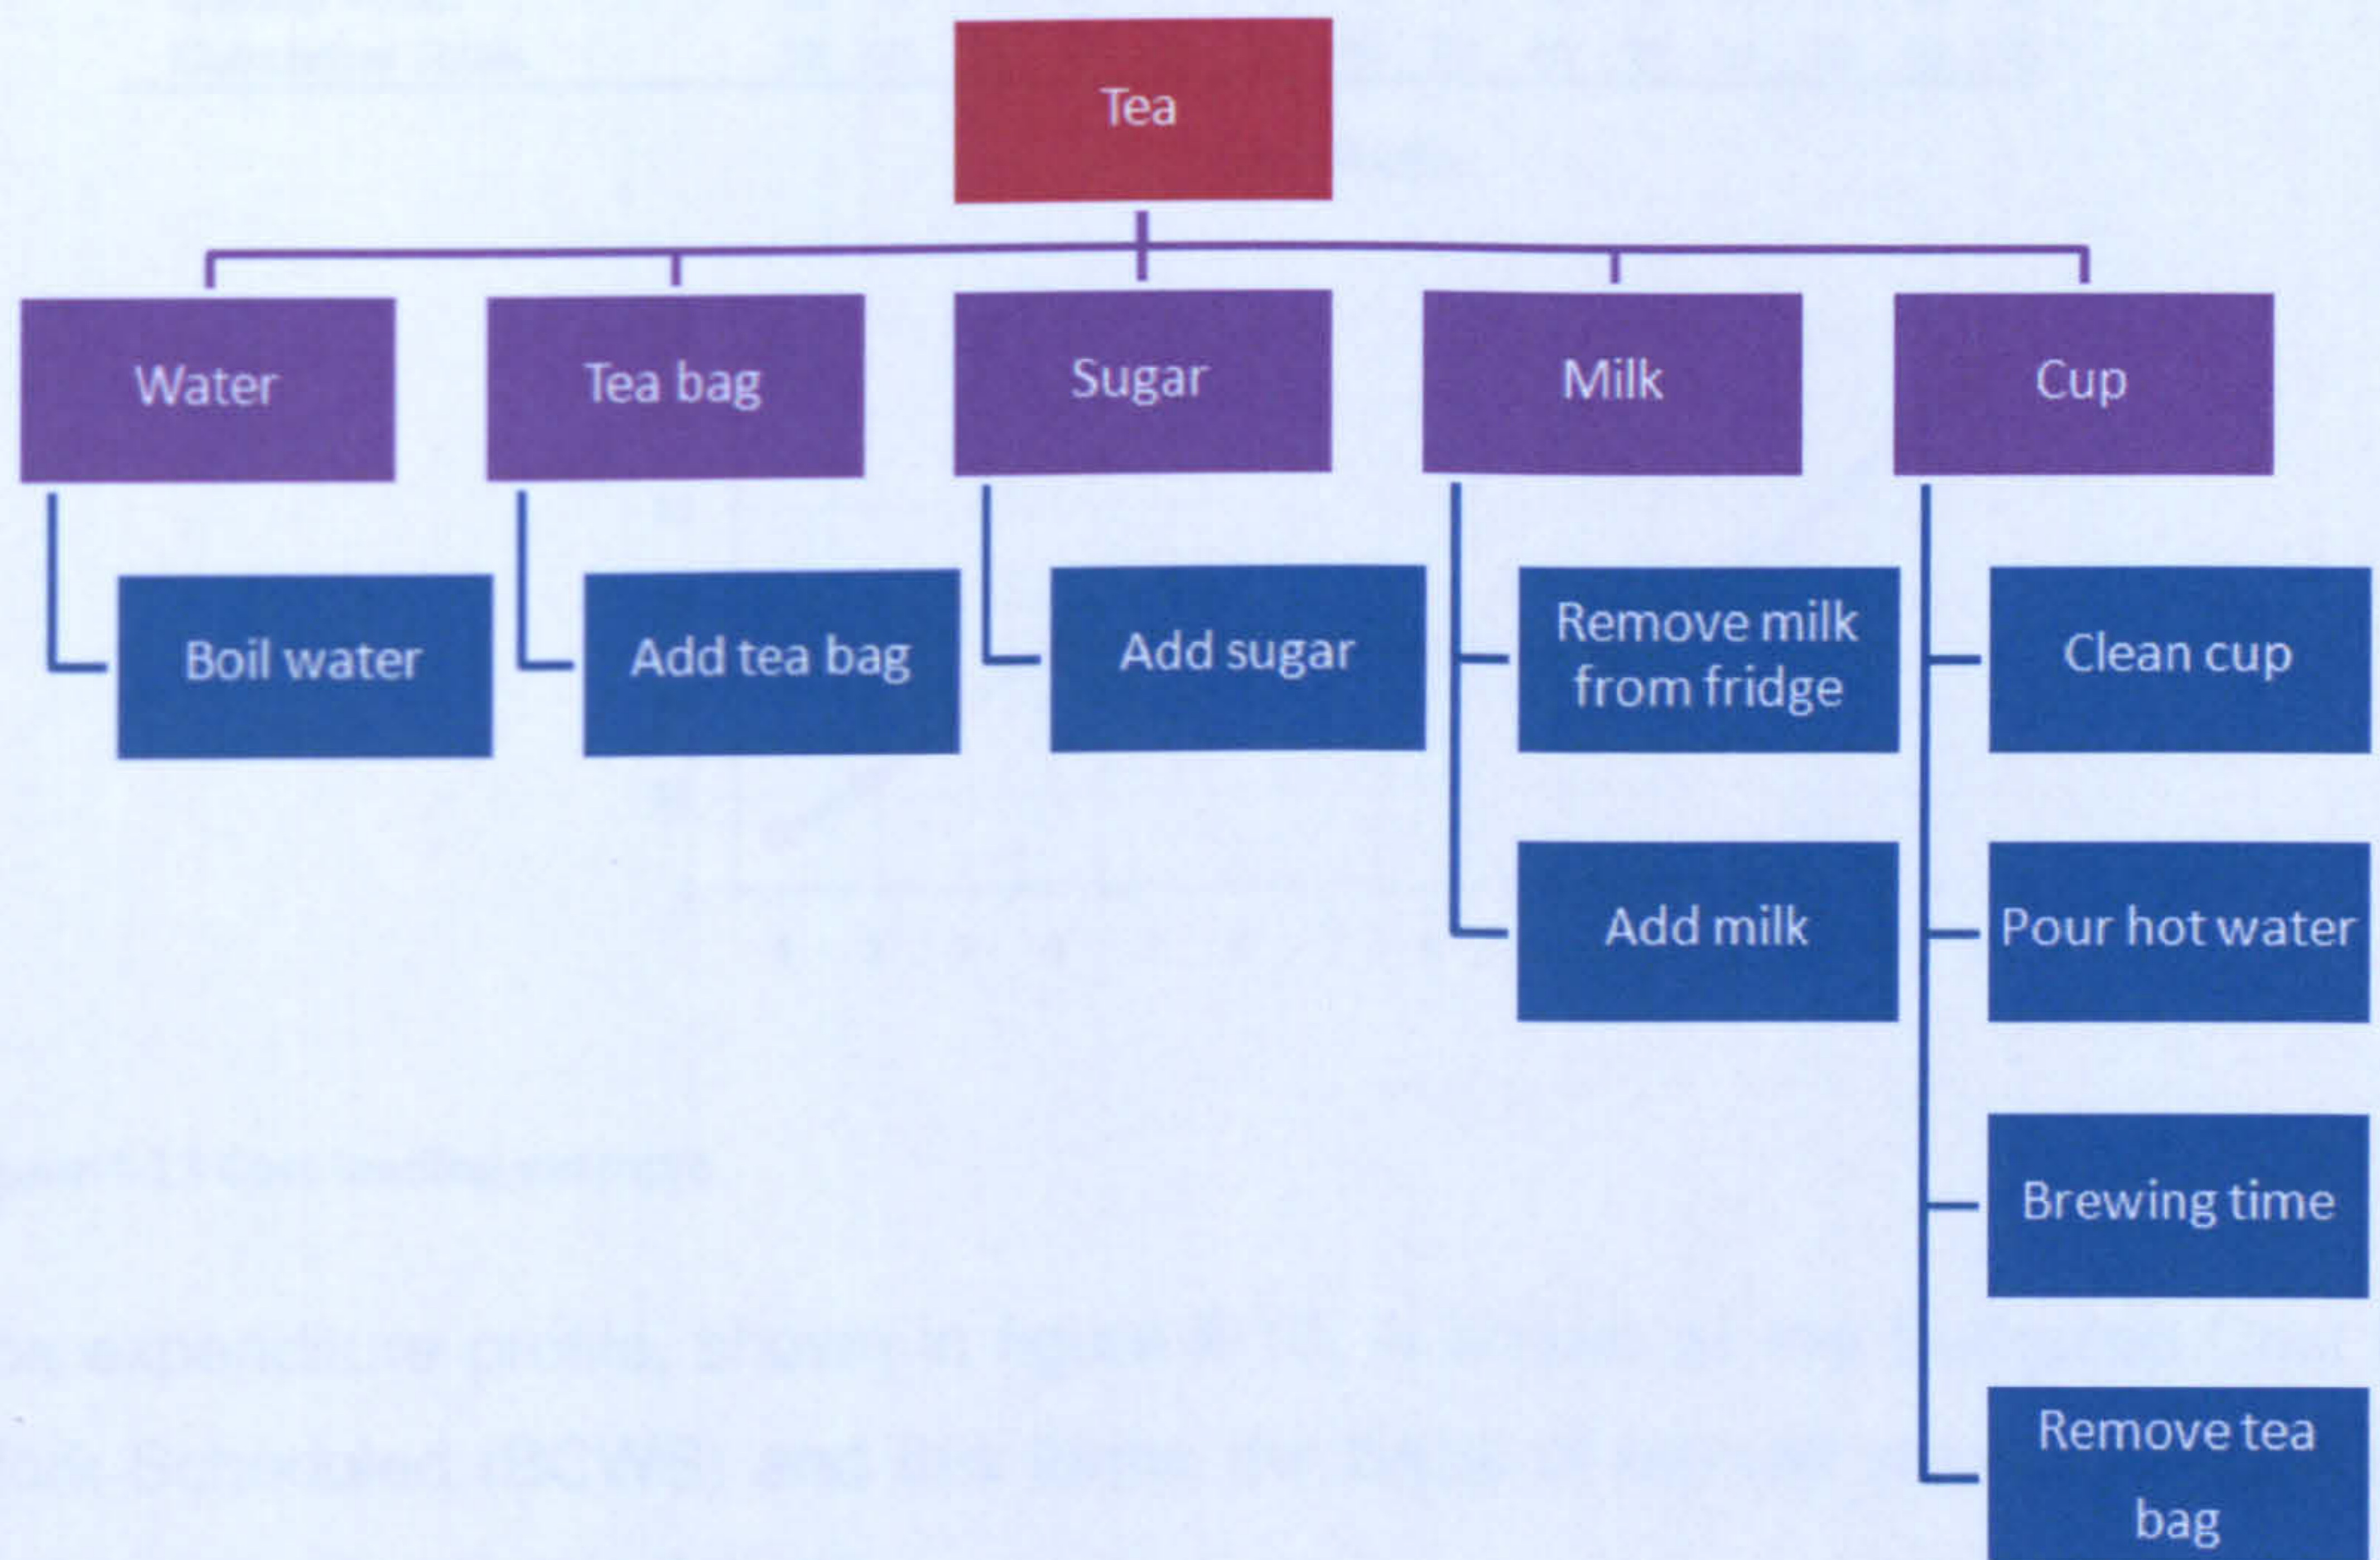 Tea
Water
Tea bag
Sugar
Milk
Cup
Boil water
Add tea bag
Add sugar
Remove milk
from fridge
Clean cup
Add milk
Pour hot water
Brewing time
Remove tea
bag